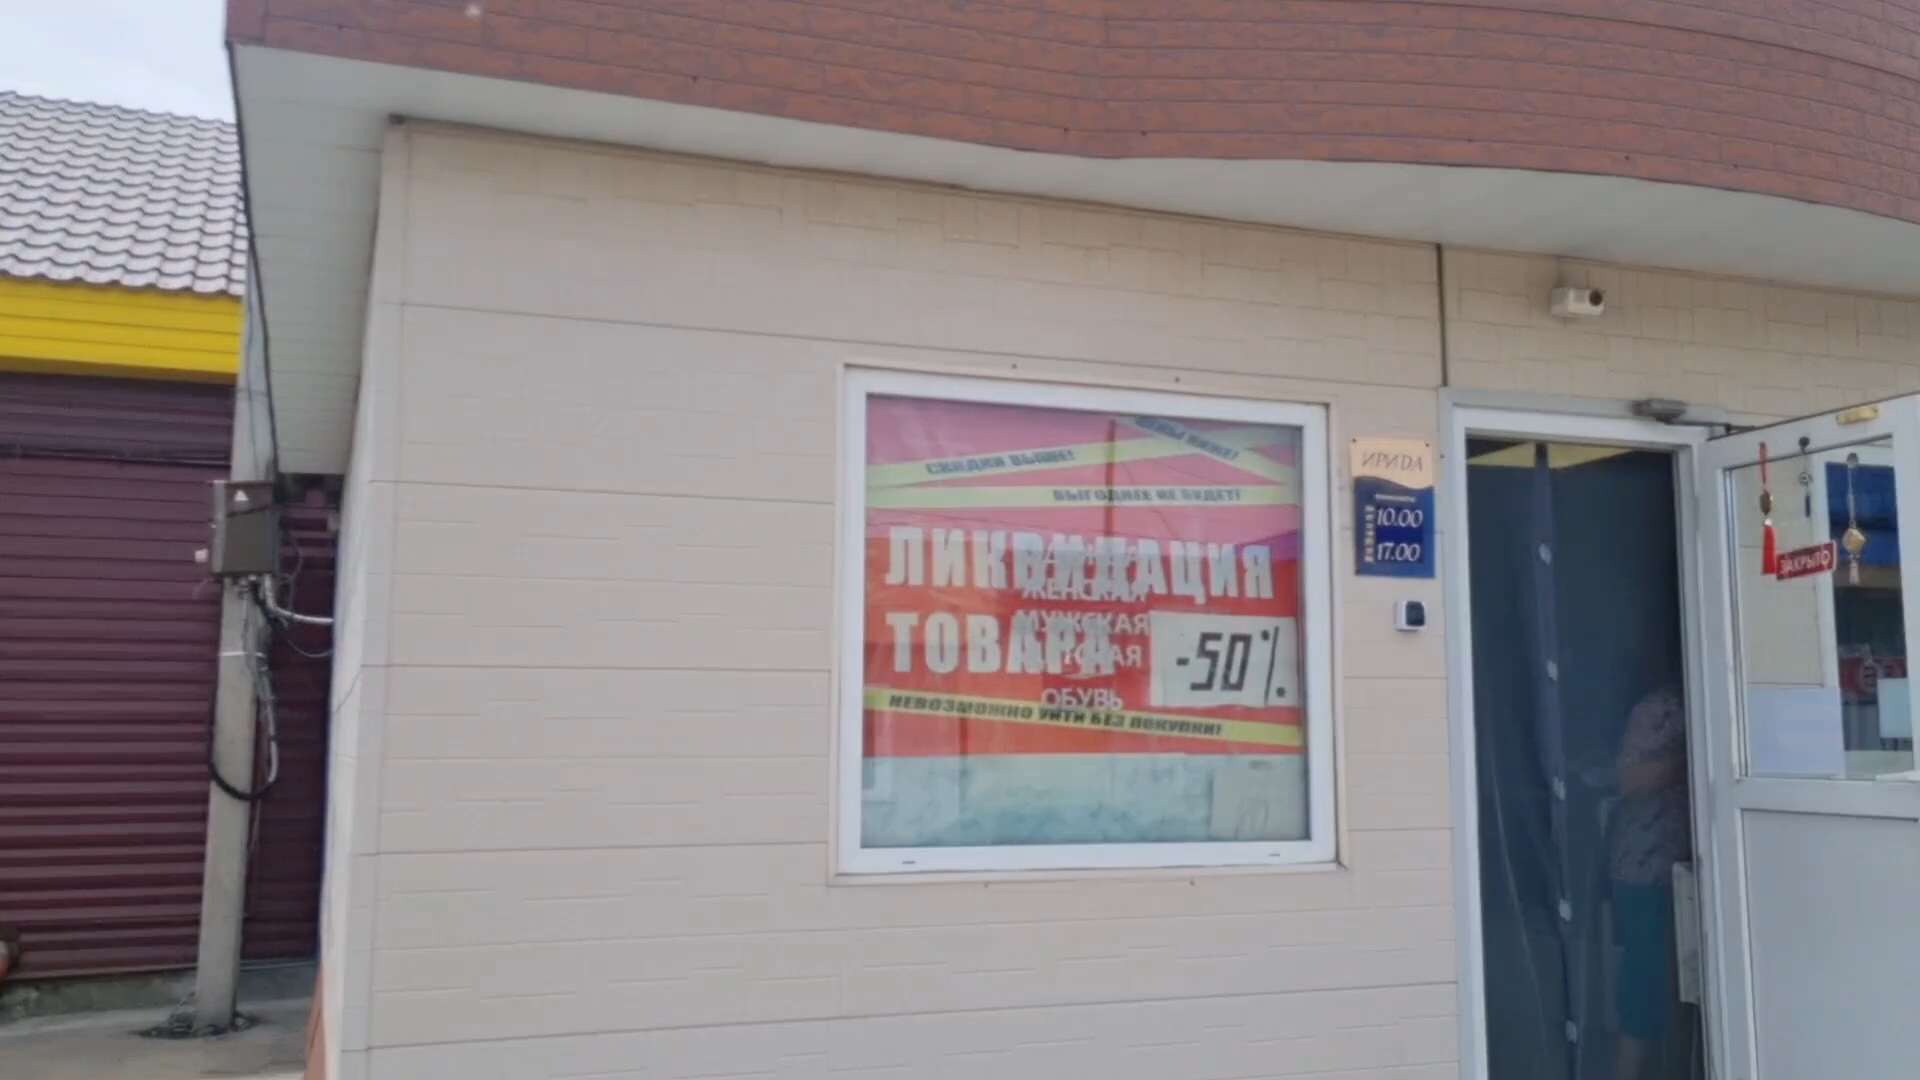 СКИДКИ ВЫШЕ!
ЦЕНЫ НИЖЕ!
ВЫГОДНЕЕ НЕ БУДЕТ!
ЛИКВИДАЦИЯ
ТОВАРА
ЖЕНСКАЯ
МУЖСКАЯ
ОБУВЬ
-50%
НЕВОЗМОЖНО УЙТИ БЕЗ ПОКУПКИ!
ИРИДА
10.00
17.00
ЗАКРЫТО